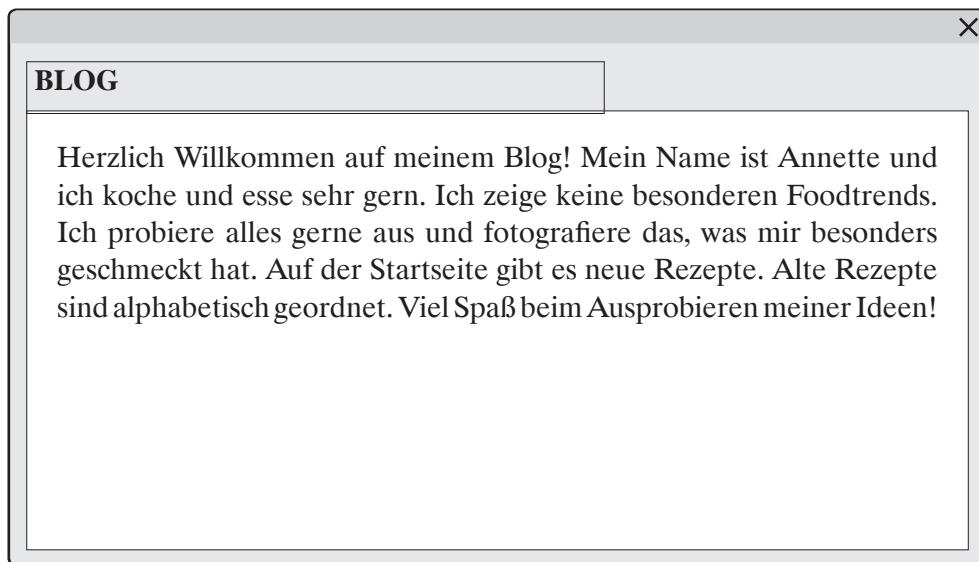 BLOG
Herzlich Willkommen auf meinem Blog! Mein Name ist Annette und
ich koche und esse sehr gern. Ich zeige keine besonderen Foodtrends.
Ich probiere alles gerne aus und fotografiere das, was mir besonders
geschmeckt hat. Auf der Startseite gibt es neue Rezepte. Alte Rezepte
sind alphabetisch geordnet. Viel Spaß beim Ausprobieren meiner Ideen!